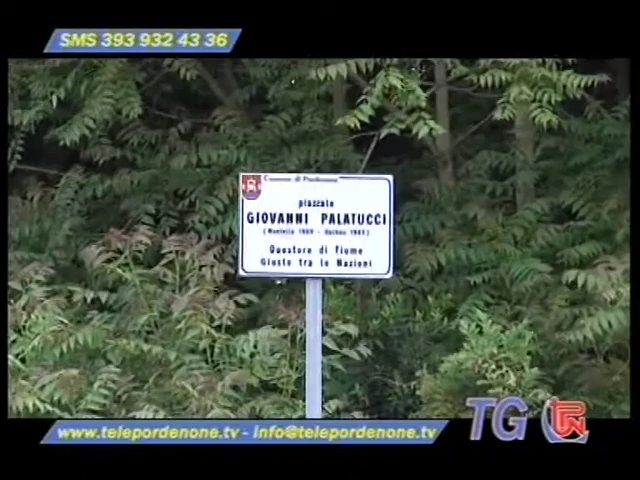 SMS 393 932 43 36
Comune di Pordenone
piazzale
GIOVANNI PALATUCCI
(Montella 1909 - Dachau 1945)
Questore di Fiume
Giusto tra le Nazioni
www.telepordenone.tv - info@telepordenone.tv
TG